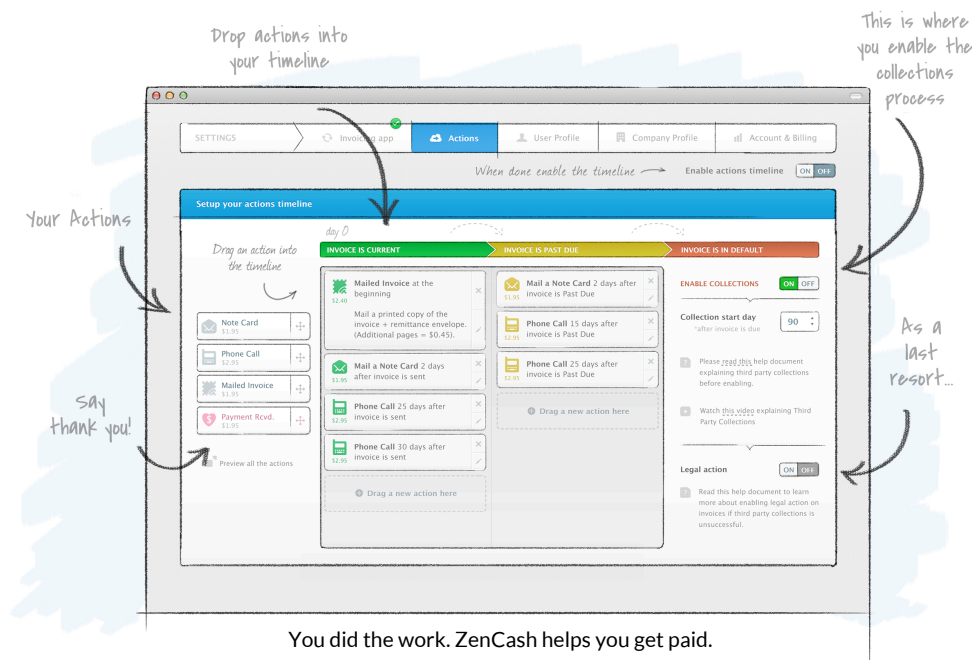 Drop actions into
your timeline
This is where
you enable the
collections
process
SETTINGS
Invoicing app
Actions
User Profile
Company Profile
Account & Billing
When done enable the timeline
Enable actions timeline
ON OFF
Setup your actions timeline
Your Actions
Drag an action into
the timeline
day 0
INVOICE IS CURRENT
INVOICE IS PAST DUE
INVOICE IS IN DEFAULT
Note Card
$1.95
Phone Call
$2.95
Mailed Invoice
$1.95
Payment Rcvd.
$1.95
Preview all the actions
Say
thank you!
$2.40
Mailed Invoice at the
beginning
Mail a printed copy of the
invoice + remittance envelope.
(Additional pages = $0.45).
$1.95
Mail a Note Card 2 days
after invoice is sent
$2.95
Phone Call 25 days after
invoice is sent
$2.95
Phone Call 30 days after
invoice is sent
Drag a new action here
$1.95
Mail a Note Card 2 days after
invoice is Past Due
$2.95
Phone Call 15 days after
invoice is Past Due
$2.95
Phone Call 25 days after
invoice is Past Due
Drag a new action here
ENABLE COLLECTIONS
ON OFF
Collection start day
*after invoice is due
90
Please read this help document
explaining third party collections
before enabling.
Watch this video explaining Third
Party Collections
Legal action
ON OFF
Read this help document to learn
more about enabling legal action on
invoices if third party collections is
unsuccessful.
As a
last
resort...
You did the work. ZenCash helps you get paid.